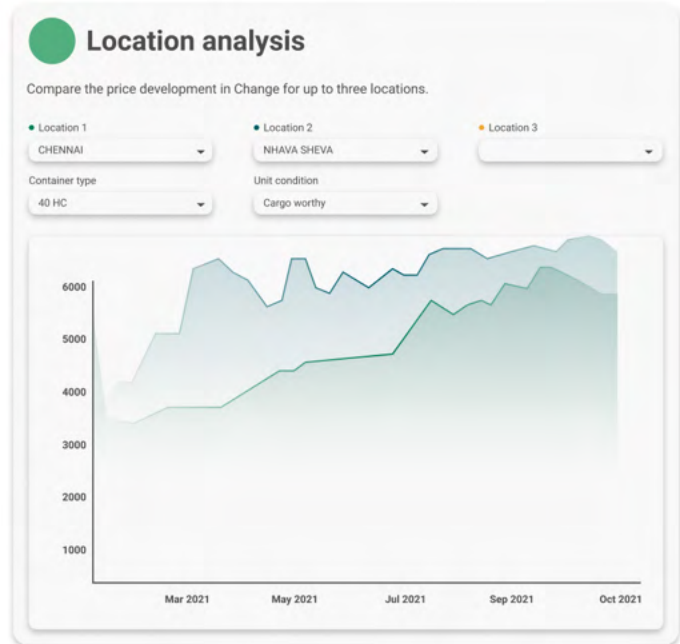 Location analysis
Compare the price development in Change for up to three locations.
Location 1
Location 2
Location 3
CHENNAI
NHAVA SHEVA
Container type
Unit condition
40 HC
Cargo worthy
6000
5000
4000
3000
2000
1000
Mar 2021
May 2021
Jul 2021
Sep 2021
Oct 2021